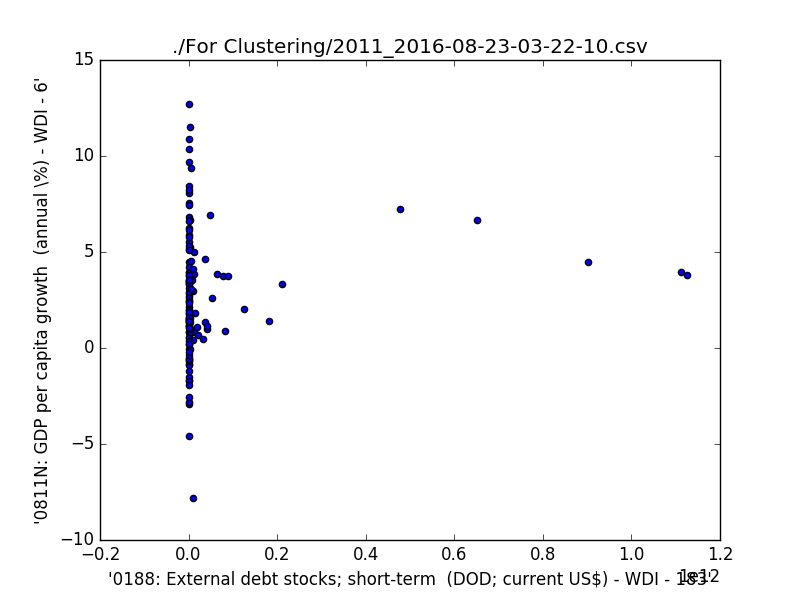 ./For Clustering/2011_2016-08-23-03-22-10.csv
15
10
5
0
−5
−10
'0811N: GDP per capita growth (annual \%) - WDI - 6'
−0.2 0.0 0.2 0.4 0.6 0.8 1.0 1.2
1e12
'0188: External debt stocks; short-term (DOD; current US$) - WDI - 183'